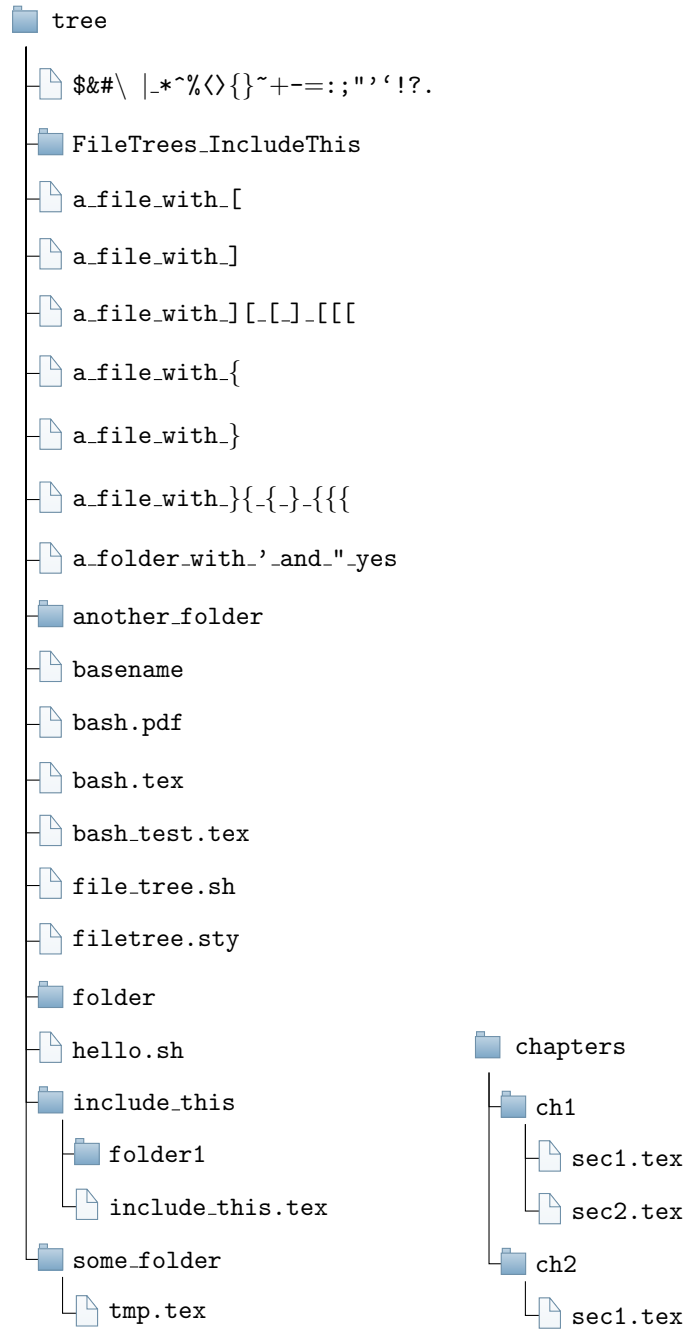 tree
$&#\ |_*^%<>{}~+-=:;"'`!?.
FileTrees_IncludeThis
a_file_with_[
a_file_with_]
a_file_with_][_[_]_[[[
a_file_with_{
a_file_with_}
a_file_with_}{_{_}_{{{
a_folder_with_'_and_"_yes
another_folder
basename
bash.pdf
bash.tex
bash_test.tex
file_tree.sh
filetree.sty
folder
hello.sh
include_this
folder1
include_this.tex
some_folder
tmp.tex
chapters
ch1
sec1.tex
sec2.tex
ch2
sec1.tex